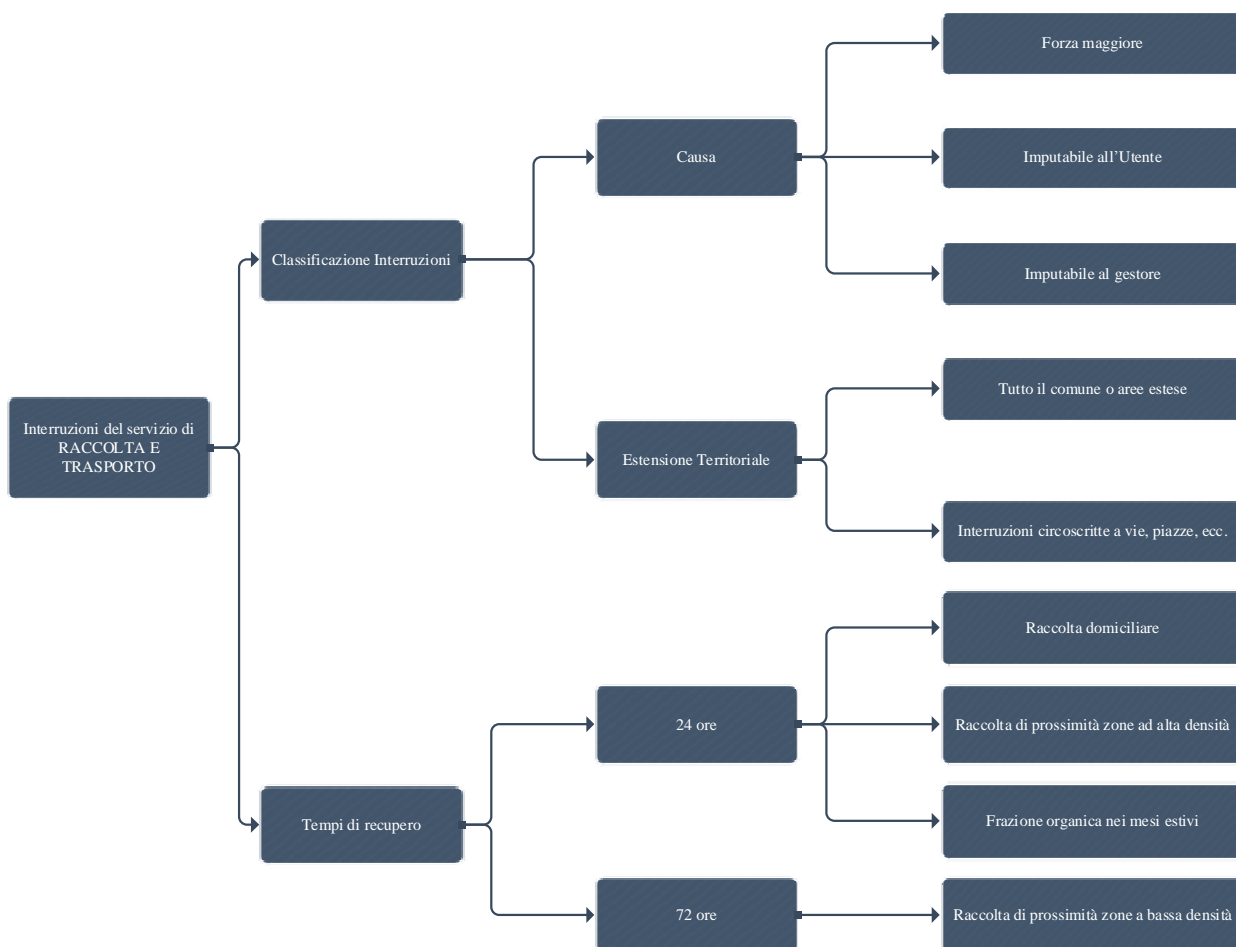 Forza maggiore
Causa
Imputabile all'Utente
Classificazione Interruzioni
Imputabile al gestore
Tutto il comune o aree estese
Interruzioni del servizio di
RACCOLTA E
TRASPORTO
Estensione Territoriale
Interruzioni circoscritte a vie, piazze, ecc.
Raccolta domiciliare
24 ore
Raccolta di prossimità zone ad alta densità
Tempi di recupero
Frazione organica nei mesi estivi
72 ore
Raccolta di prossimità zone a bassa densità